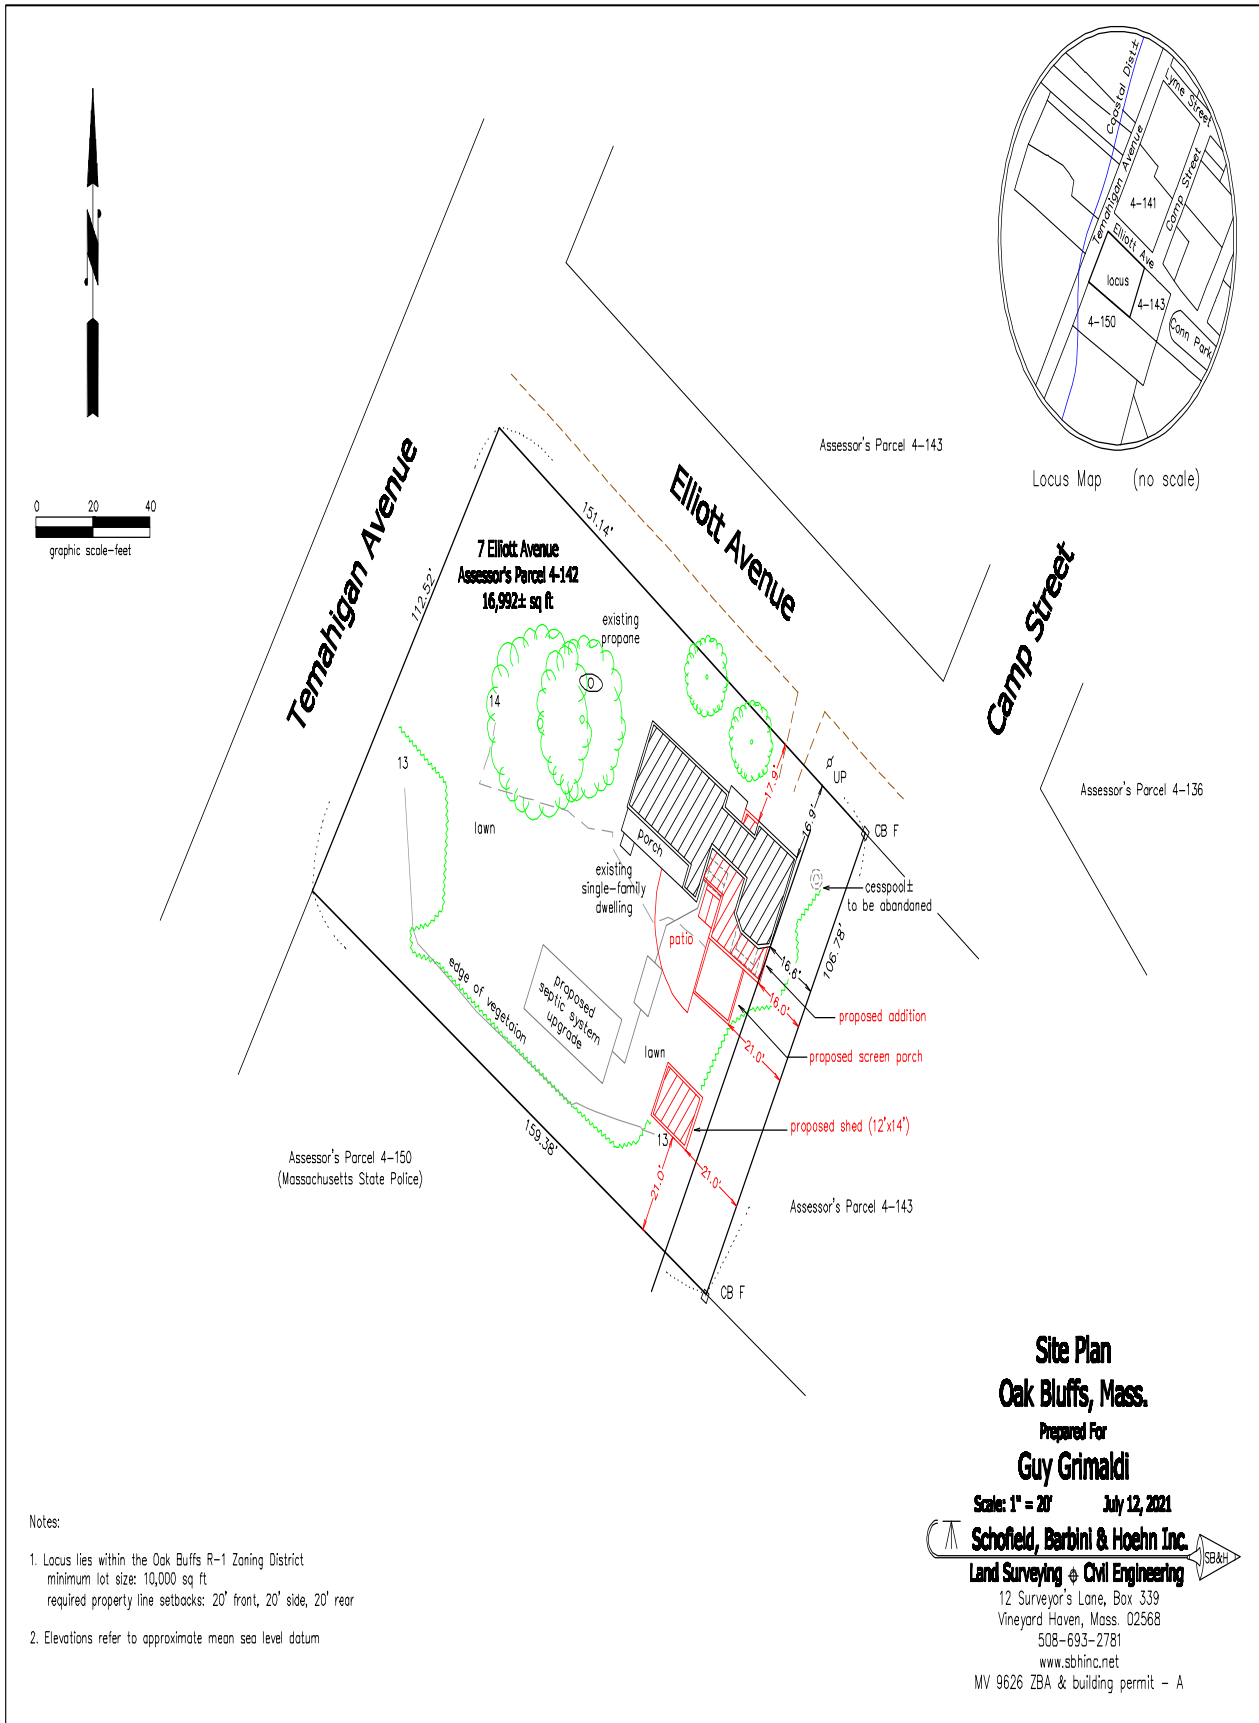 Coastal Dist±
Lyme Street
Temahigan Avenue
Camp Street
4-141
Elliott Ave
locus
4-143
4-150
Conn Park
Locus Map (no scale)
0 20 40
graphic scale-feet
Temahigan Avenue
Elliott Avenue
Camp Street
Assessor's Parcel 4-143
151.14'
112.52'
7 Elliott Avenue
Assessor's Parcel 4-142
16,992± sq ft
existing
propane
14
13
lawn
porch
existing
single-family
dwelling
17.9'
16.9'
UP
CB F
Assessor's Parcel 4-136
cesspool±
to be abandoned
106.78'
patio
16.6'
16.0'
21.0'
proposed addition
proposed screen porch
edge of vegetaion
proposed
septic system
upgrade
lawn
proposed shed (12'x14')
13
159.38'
21.0'
21.0'
Assessor's Parcel 4-150
(Massachusetts State Police)
Assessor's Parcel 4-143
CB F
Site Plan
Oak Bluffs, Mass.
Prepared For
Guy Grimaldi
Scale: 1" = 20' July 12, 2021
Schofield, Barbini & Hoehn Inc.
SB&H
Land Surveying Civil Engineering
12 Surveyor's Lane, Box 339
Vineyard Haven, Mass. 02568
508-693-2781
www.sbhinc.net
MV 9626 ZBA & building permit - A
Notes:
1. Locus lies within the Oak Buffs R-1 Zoning District
minimum lot size: 10,000 sq ft
required property line setbacks: 20' front, 20' side, 20' rear
2. Elevations refer to approximate mean sea level datum